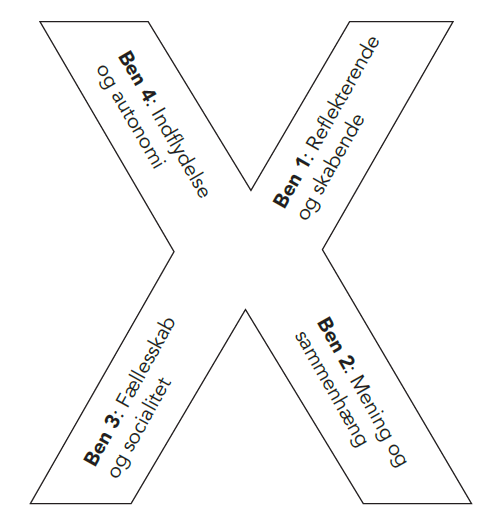 Ben 4: Indflydelse
og autonomi
Ben 1: Reflekterende
og skabende
Ben 3: Fællesskab
og socialitet
Ben 2: Mening og
sammenhæng